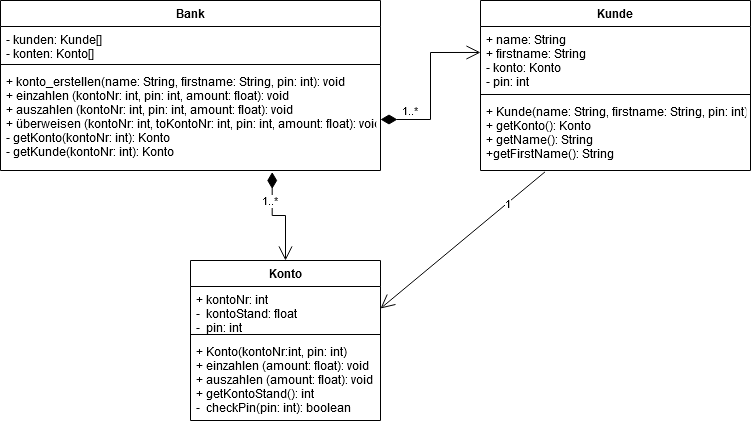 Bank
- kunden: Kunde[]
- konten: Konto[]
+ konto_erstellen(name: String, firstname: String, pin: int): void
+ einzahlen (kontoNr: int, pin: int, amount: float): void
+ auszahlen (kontoNr: int, pin: int, amount: float): void
+ überweisen (kontoNr: int, toKontoNr: int, pin: int, amount: float): void
- getKonto(kontoNr: int): Konto
- getKunde(kontoNr: int): Konto
1..*
Kunde
+ name: String
+ firstname: String
- konto: Konto
- pin: int
+ Kunde(name: String, firstname: String, pin: int)
+ getKonto(): Konto
+ getName(): String
+getFirstName(): String
1..*
1
Konto
+ kontoNr: int
- kontoStand: float
- pin: int
+ Konto(kontoNr:int, pin: int)
+ einzahlen (amount: float): void
+ auszahlen (amount: float): void
+ getKontoStand(): int
- checkPin(pin: int): boolean